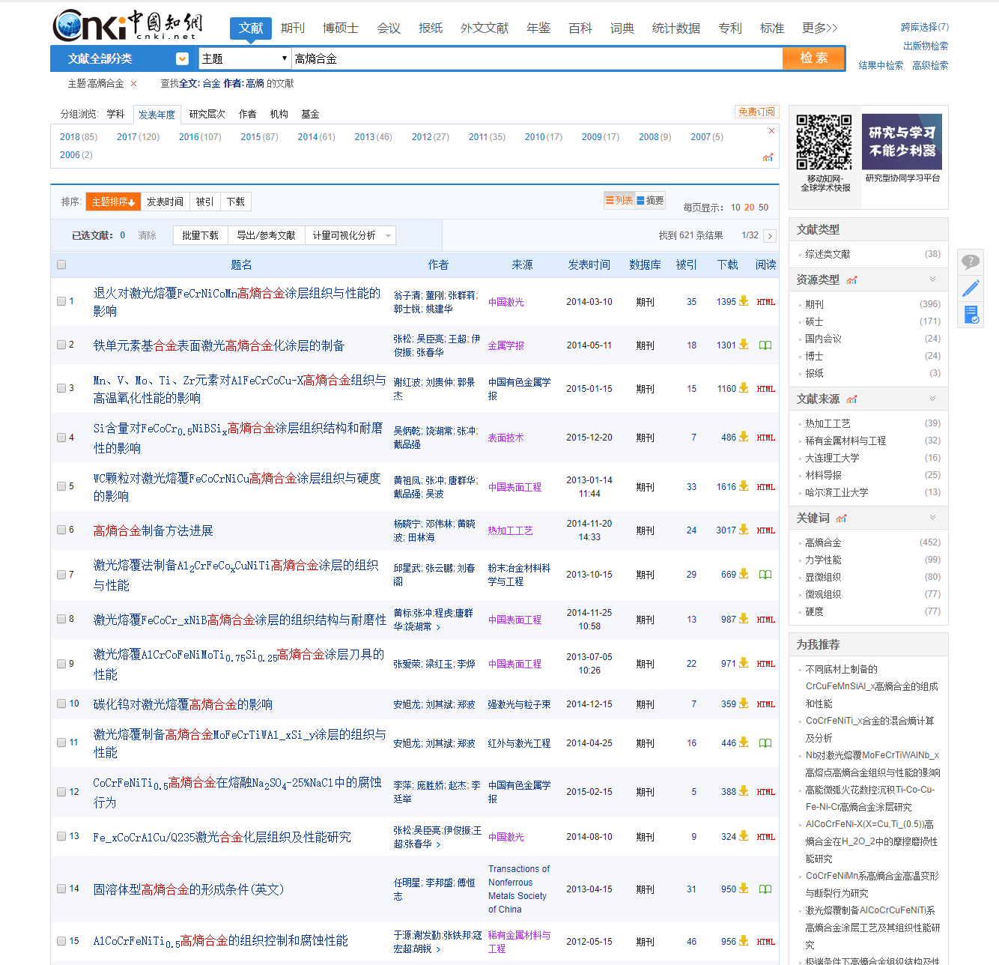 Cnki中國知網
cnki.net
文献 期刊 博硕士 会议 报纸 外文文献 年鉴 百科 词典 统计数据 专利 标准 更多>>
跨库选择(7)
出版物检索
结果中检索 高级检索
文献全部分类 主题 ▼ 高熵合金 检 索
主题:高熵合金 × 查找全文: 合金 作者: 高熵 的文献
分组浏览: 学科 发表年度 研究层次 作者 机构 基金 免费订阅
2018(85) 2017(120) 2016(107) 2015(87) 2014(61) 2013(46) 2012(27) 2011(35) 2010(17) 2009(17) 2008(9) 2007(5)
2006(2)
排序: 主题排序 发表时间 被引 下载 列表 摘要 每页显示: 10 20 50
已选文献: 0 清除 批量下载 导出/参考文献 计量可视化分析 找到 621 条结果 1/32 >
题名 作者 来源 发表时间 数据库 被引 下载 阅读
1 退火对激光熔覆FeCrNiCoMn高熵合金涂层组织与性能的
影响
翁子清; 董刚; 张群莉;
郭士锐; 姚建华
中国激光 2014-03-10 期刊 35 1395 HTML
2 铁单元素基合金表面激光高熵合金化涂层的制备
张松; 吴臣亮; 王超; 伊
俊振; 张春华
金属学报 2014-05-11 期刊 18 1301
3 Mn、V、Mo、Ti、Zr元素对AlFeCrCoCu-X高熵合金组织与
高温氧化性能的影响
谢红波; 刘贵仲; 郭景
杰
中国有色金属学
报
2015-01-15 期刊 15 1160 HTML
4 Si含量对FeCoCr0.5NiBSix高熵合金涂层组织结构和耐磨
性的影响
吴炳乾; 饶湖常; 张冲;
戴品强
表面技术 2015-12-20 期刊 7 486 HTML
5 WC颗粒对激光熔覆FeCoCrNiCu高熵合金涂层组织与硬度
的影响
黄祖凤; 张冲; 唐群华;
戴品强; 吴波
中国表面工程 2013-01-14
11:44
期刊 33 1616 HTML
6 高熵合金制备方法进展
杨晓宁; 邓伟林; 黄晓
波; 田林海
热加工工艺 2014-11-20
14:33
期刊 24 3017 HTML
7 激光熔覆法制备Al2CrFeCoxCuNiTi高熵合金涂层的组织
与性能
邱星武; 张云鹏; 刘春
阁
粉末冶金材料科
学与工程
2013-10-15 期刊 29 669
8 激光熔覆FeCoCr_xNiB高熵合金涂层的组织结构与耐磨性
黄标;张冲;程虎;唐群
华;饶湖常 >
中国表面工程 2014-11-25
10:58
期刊 13 987 HTML
9 激光熔覆AlCrCoFeNiMoTi0.75Si0.25高熵合金涂层刀具的
性能
张爱荣; 梁红玉; 李烨
中国表面工程 2013-07-05
10:26
期刊 22 971 HTML
10 碳化钨对激光熔覆高熵合金的影响 安旭龙; 刘其斌; 郑波 强激光与粒子束 2014-12-15 期刊 7 359 HTML
11 激光熔覆制备高熵合金MoFeCrTiWAl_xSi_y涂层的组织与
性能
安旭龙; 刘其斌; 郑波 红外与激光工程 2014-04-25 期刊 16 446
12 CoCrFeNiTi0.5高熵合金在熔融Na2SO4-25%NaCl中的腐蚀
行为
李萍; 庞胜娇; 赵杰; 李
廷举
中国有色金属学
报
2015-02-15 期刊 5 388 HTML
13 Fe_xCoCrAlCu/Q235激光合金化层组织及性能研究
张松;吴臣亮;伊俊振;王
超;张春华 >
中国激光 2014-08-10 期刊 9 324 HTML
14 固溶体型高熵合金的形成条件(英文)
任明星; 李邦盛; 傅恒
志
Transactions of
Nonferrous
Metals Society
of China
2013-04-15 期刊 31 950
15 AlCoCrFeNiTi0.5高熵合金的组织控制和腐蚀性能
于源;谢发勤;张铁邦;寇
宏超;胡锐 >
稀有金属材料与
工程
2012-05-15 期刊 46 956 HTML
移动知网-
全球学术快报
研究与学习
不能少利器
研究型协同学习平台
文献类型
综述类文献 (38)
资源类型
期刊 (396)
硕士 (171)
国内会议 (24)
博士 (24)
报纸 (3)
文献来源
热加工工艺 (39)
稀有金属材料与工程 (32)
大连理工大学 (16)
材料导报 (25)
哈尔滨工业大学 (13)
关键词
高熵合金 (452)
力学性能 (99)
显微组织 (80)
微观组织 (77)
硬度 (77)
为我推荐
不同底材上制备的
CrCuFeMnSiAl_x高熵合金的组成
和性能
CoCrFeNiTi_x合金的混合熵计算
及分析
Nb对激光熔覆MoFeCrTiWAlNb_x
高熔点高熵合金组织与性能的影响
高能微弧火花数控沉积Ti-Co-Cu-
Fe-Ni-Cr高熵合金涂层研究
AlCoCrFeNi-X(X=Cu,Ti_(0.5))高
熵合金在H_2O_2中的摩擦磨损性
能研究
CoCrFeNiMn系高熵合金高温变形
与断裂行为研究
激光熔覆制备AlCoCrCuFeNiTi系
高熵合金涂层工艺及其组织性能研
究
极端条件下高熵合金组织结构及性